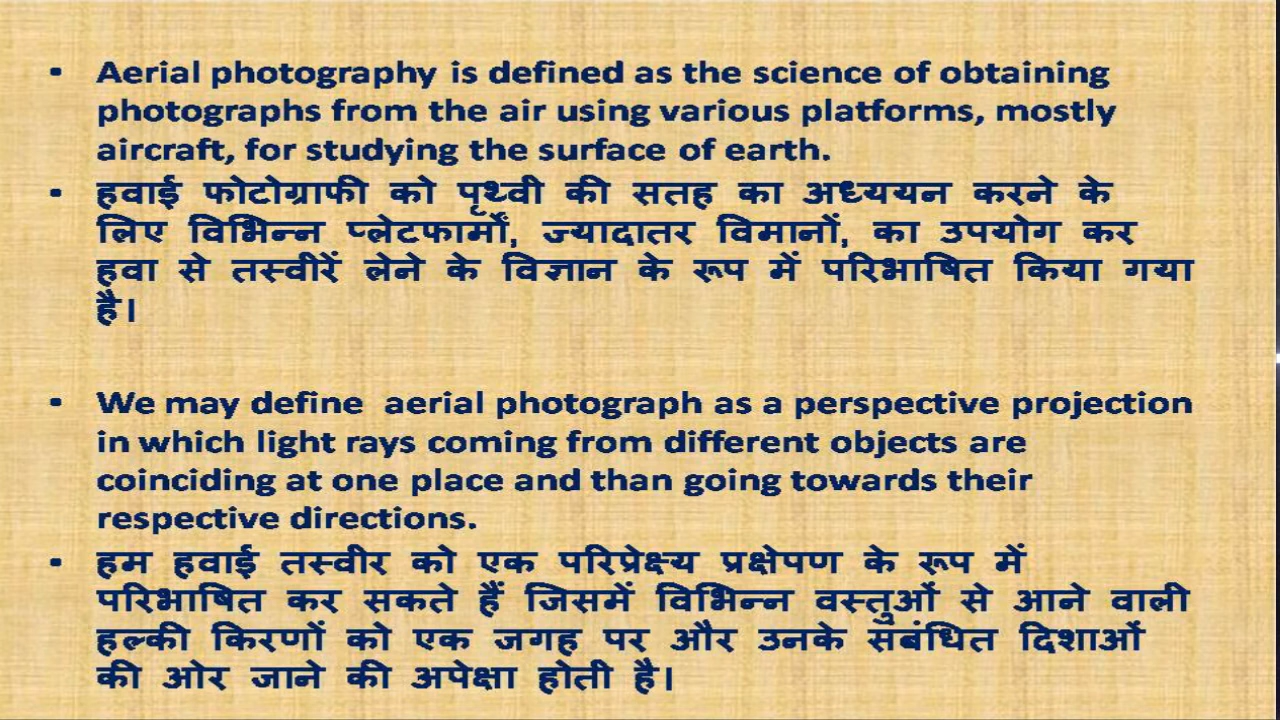 • Aerial photography is defined as the science of obtaining
photographs from the air using various platforms, mostly
aircraft, for studying the surface of earth.
• हवाई फोटोग्राफी को पृथ्वी की सतह का अध्ययन करने के
लिए विभिन्न प्लेटफार्मों, ज्यादातर विमानों, का उपयोग कर
हवा से तस्वीरें लेने के विज्ञान के रूप में परिभाषित किया गया
है।
• We may define aerial photograph as a perspective projection
in which light rays coming from different objects are
coinciding at one place and than going towards their
respective directions.
• हम हवाई तस्वीर को एक परिप्रेक्ष्य प्रक्षेपण के रूप में
परिभाषित कर सकते हैं जिसमें विभिन्न वस्तुओं से आने वाली
हल्की किरणों को एक जगह पर और उनके संबंधित दिशाओं
की ओर जाने की अपेक्षा होती है।